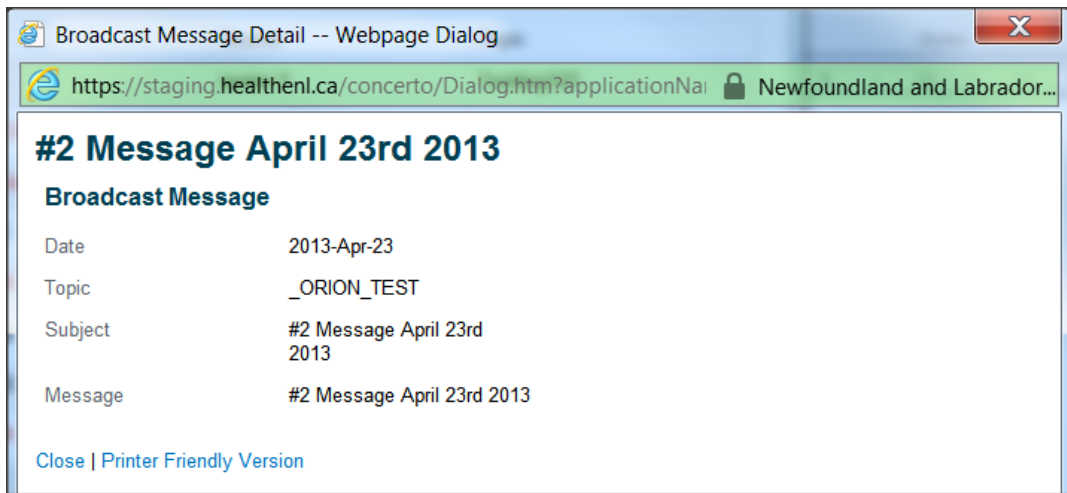 Broadcast Message Detail -- Webpage Dialog
https://staging.healthenl.ca/concerto/Dialog.htm?applicationNa Newfoundland and Labrador...
#2 Message April 23rd 2013
Broadcast Message
Date 2013-Apr-23
Topic _ORION_TEST
Subject #2 Message April 23rd
2013
Message #2 Message April 23rd 2013
Close | Printer Friendly Version